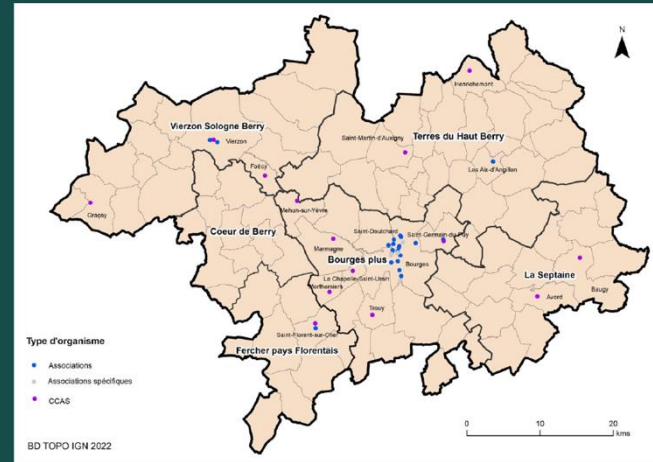 N
Henrichemont
Vierzon Sologne Berry
Terres du Haut Berry
Vierzon
Saint-Martin-d'Auxigny
Les Aix-d'Angillon
Foëcy
Graçay
Mehun-sur-Yèvre
Coeur de Berry
Saint-Doulchard
Saint-Germain-du-Puy
Marmagne
Bourges plus
Bourges
La Chapelle-Saint-Ursin
La Septaine
Morthomiers
Baugy
Avord
Trouy
Saint-Florent-sur-Cher
Fercher pays Florentais
Type d'organisme
Associations
Associations spécifiques
CCAS
0 10 20
kms
BD TOPO IGN 2022